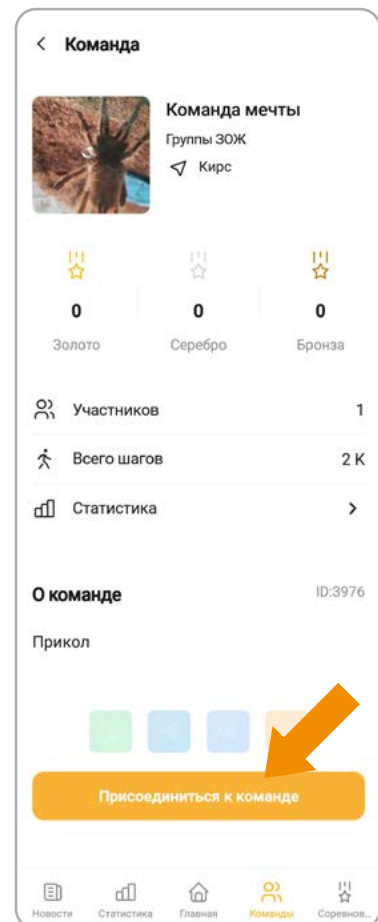 Команда
Команда мечты
Группы ЗОЖ
Кирс
0 0 0
Золото Серебро Бронза
Участников 1
Всего шагов 2 K
Статистика
О команде ID:3976
Прикол
Присоединиться к команде
Новости Статистика Главная Команды Соревнов...